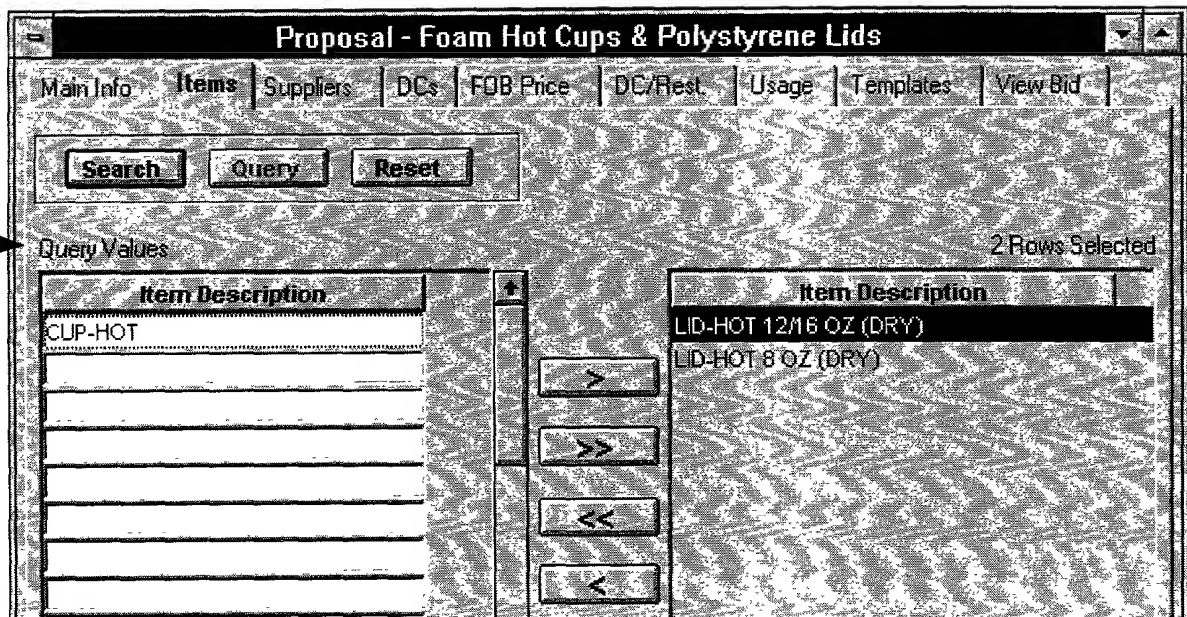 Proposal - Foam Hot Cups & Polystyrene Lids
Main Info Items Suppliers DCs FOB Price DC/Rest. Usage Templates View Bid
Search Query Reset
Query Values 2 Rows Selected
Item Description Item Description
CUP-HOT LID-HOT 12/16 OZ (DRY)
LID-HOT 8 OZ (DRY)
>
>>
<<
<